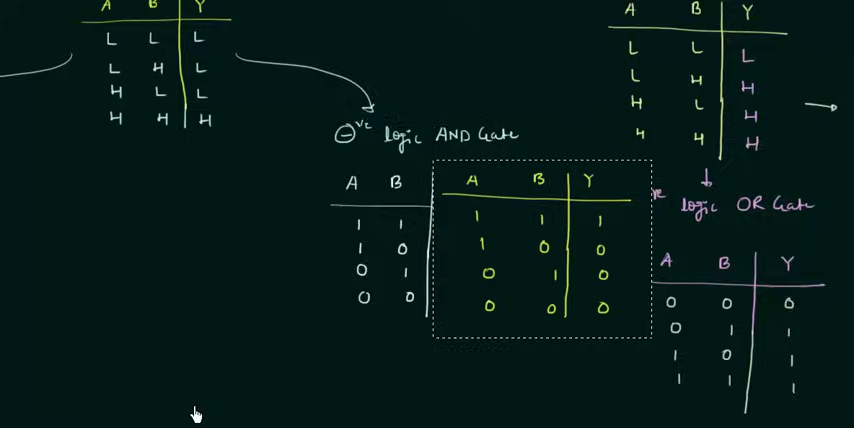 A B Y
L L L
L H L
H L L
H H H
⊖ve logic AND Gate
A B
1 1
1 0
0 1
0 0
A B Y
1 1 1
1 0 0
0 1 0
0 0 0
A B Y
L L L
L H H
H L H
H H H
ve logic OR Gate
A B Y
0 0 0
0 1 1
1 0 1
1 1 1